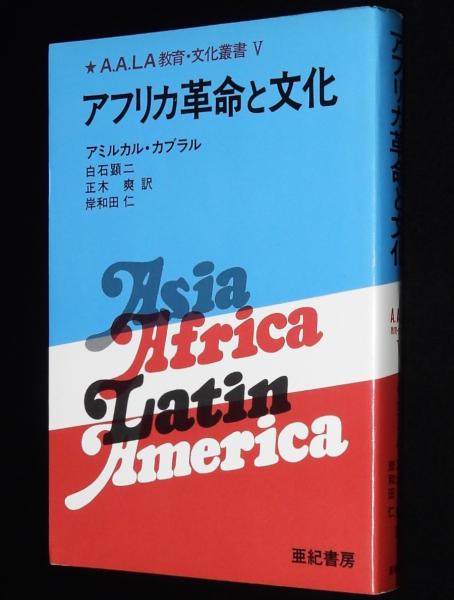 ★A.A.LA教育・文化叢書 V
アフリカ革命と文化
アミルカル・カブラル
白石顕二
正木 爽 訳
岸和田 仁
Asia
Africa
Latin
America
亜紀書房
アフリカ革命と文化